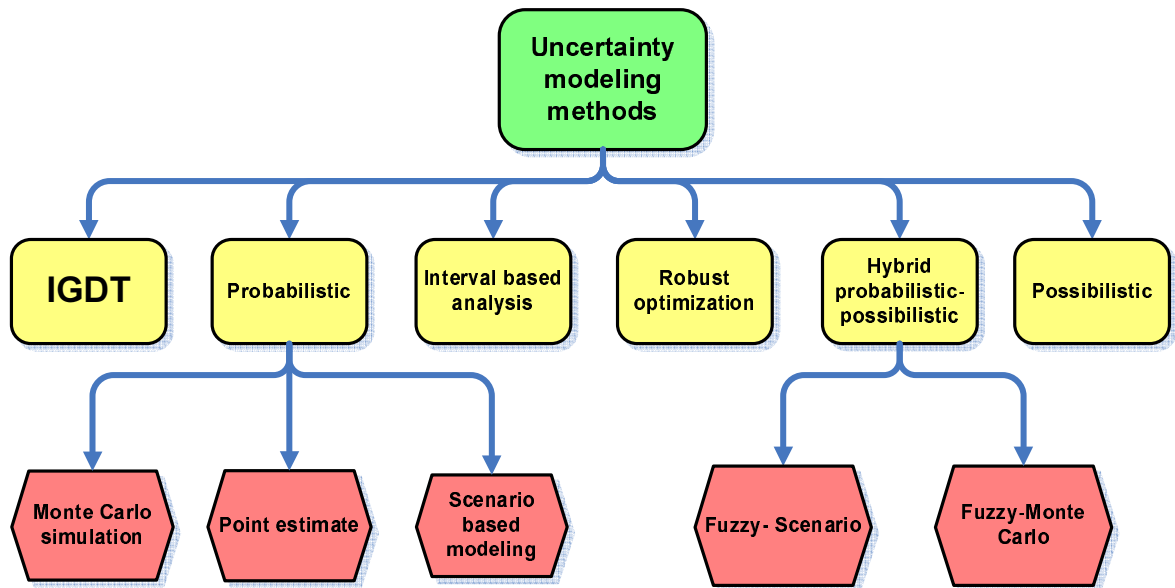 Uncertainty
modeling
methods
IGDT
Probabilistic
Interval based
analysis
Robust
optimization
Hybrid
probabilistic-
possibilistic
Possibilistic
Monte Carlo
simulation
Point estimate
Scenario
based
modeling
Fuzzy- Scenario
Fuzzy-Monte
Carlo